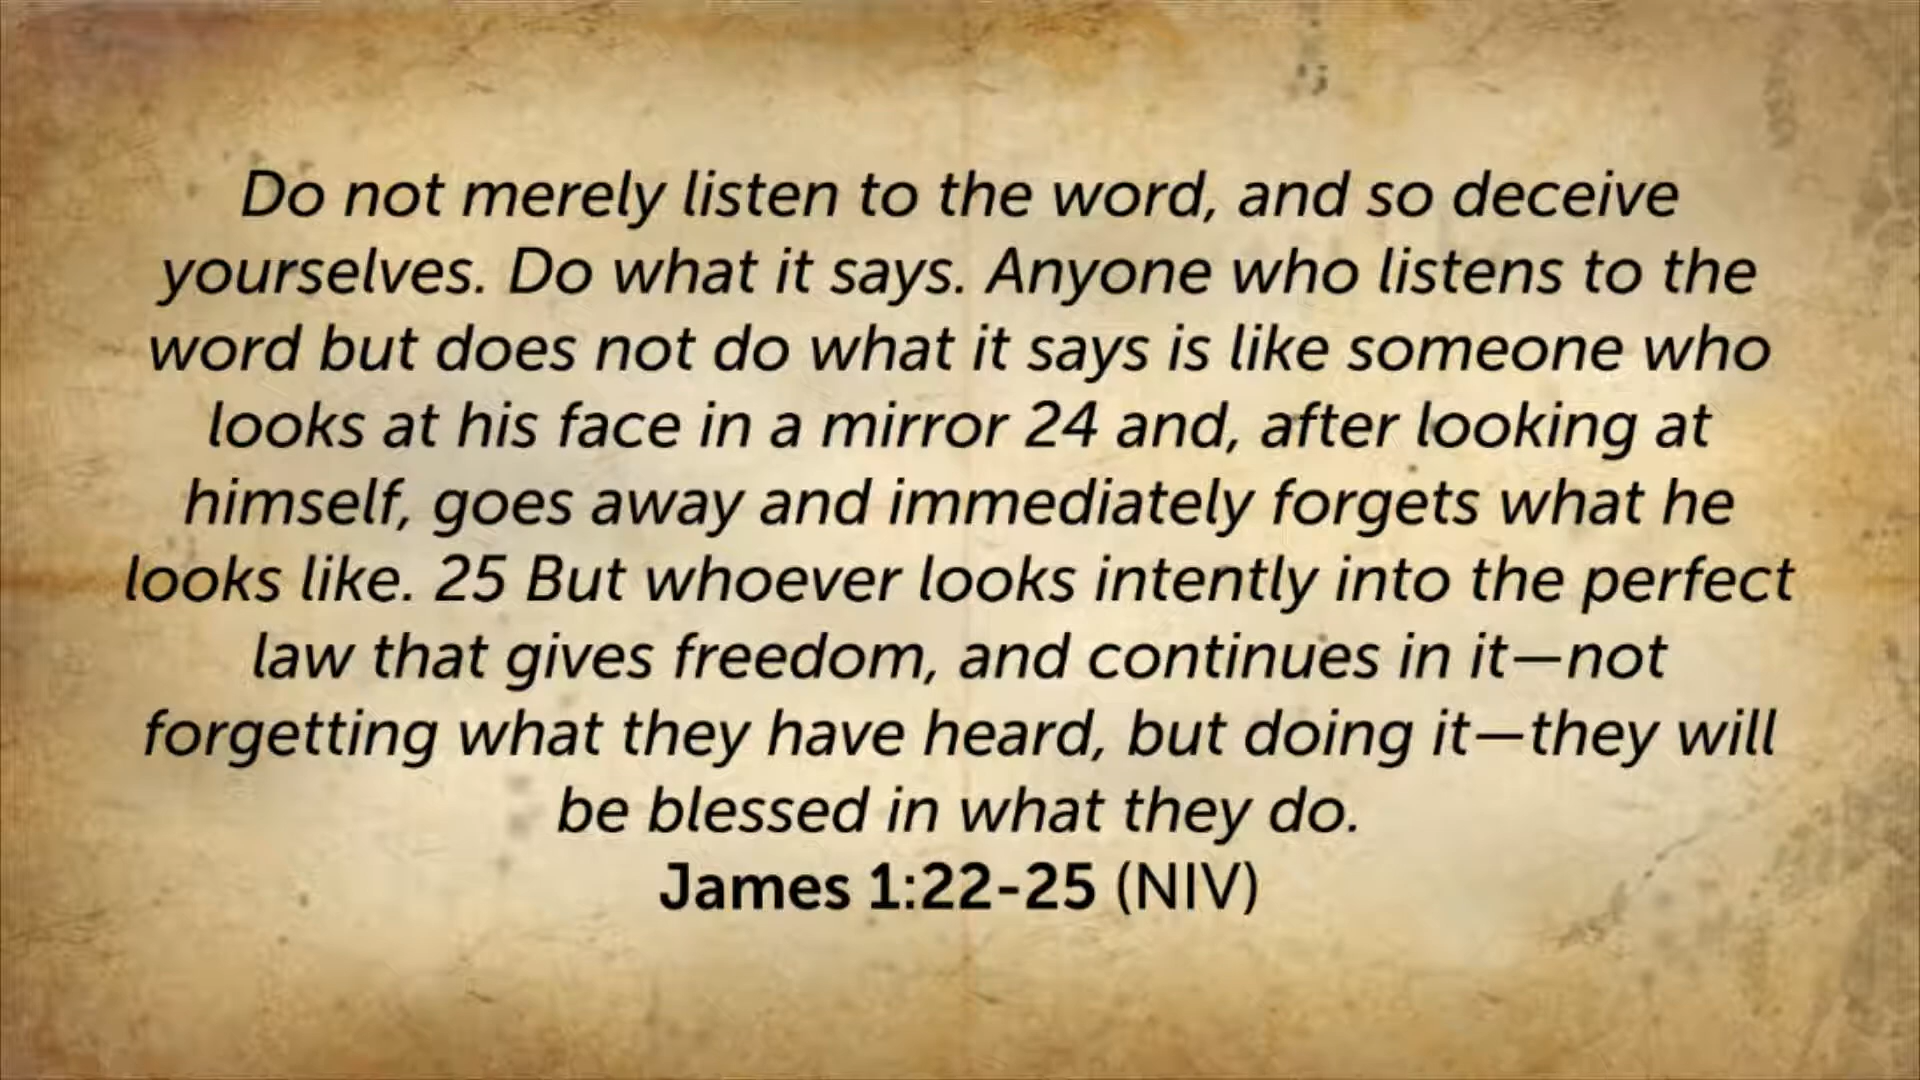 Do not merely listen to the word, and so deceive
yourselves. Do what it says. Anyone who listens to the
word but does not do what it says is like someone who
looks at his face in a mirror 24 and, after looking at
himself, goes away and immediately forgets what he
looks like. 25 But whoever looks intently into the perfect
law that gives freedom, and continues in it—not
forgetting what they have heard, but doing it—they will
be blessed in what they do.
James 1:22-25 (NIV)